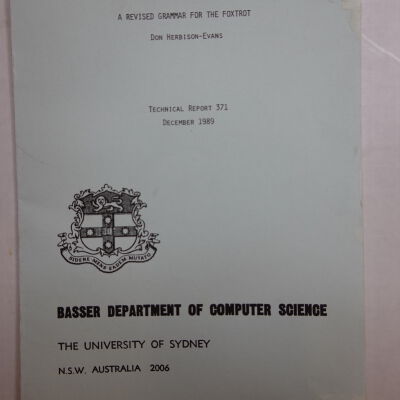 A REVISED GRAMMAR FOR THE FOXTROT
DON HERBISON-EVANS
TECHNICAL REPORT 371
DECEMBER 1989
SIDERE·MENS·EADEM·MUTATO
BASSER DEPARTMENT OF COMPUTER SCIENCE
THE UNIVERSITY OF SYDNEY
N.S.W. AUSTRALIA 2006